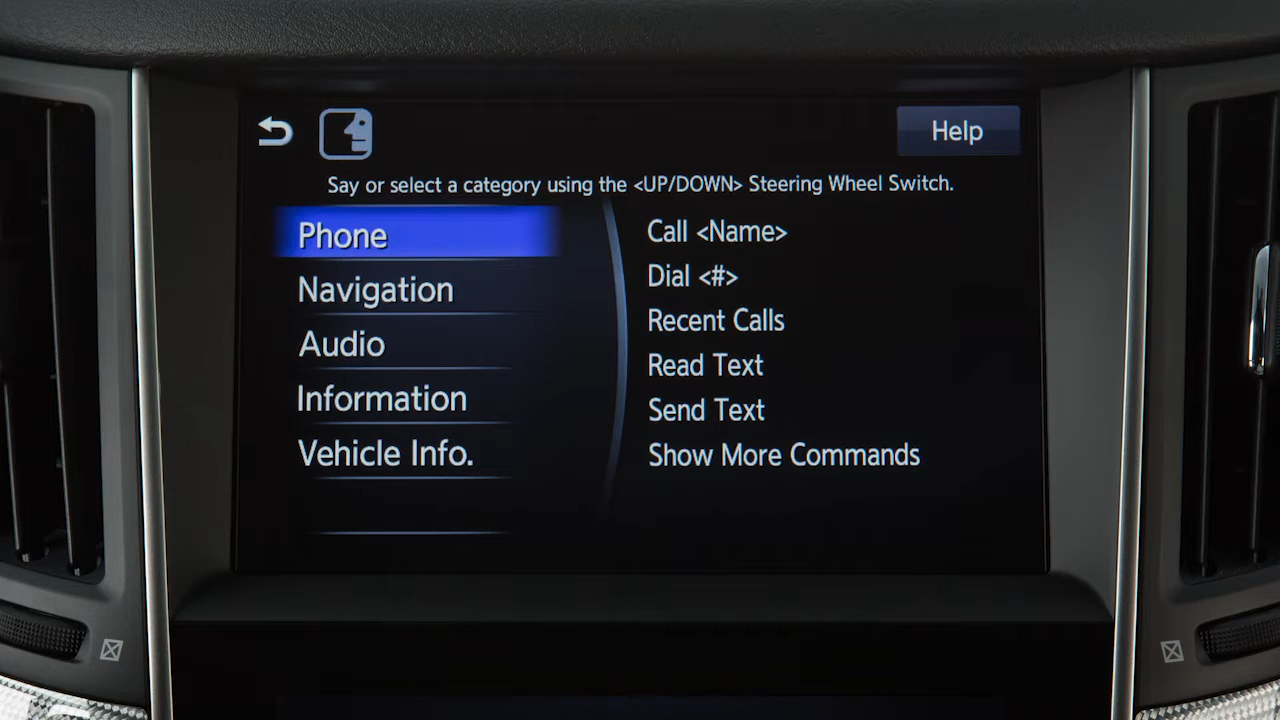 Help
Say or select a category using the <UP/DOWN> Steering Wheel Switch.
Phone
Navigation
Audio
Information
Vehicle Info.
Call <Name>
Dial <#>
Recent Calls
Read Text
Send Text
Show More Commands